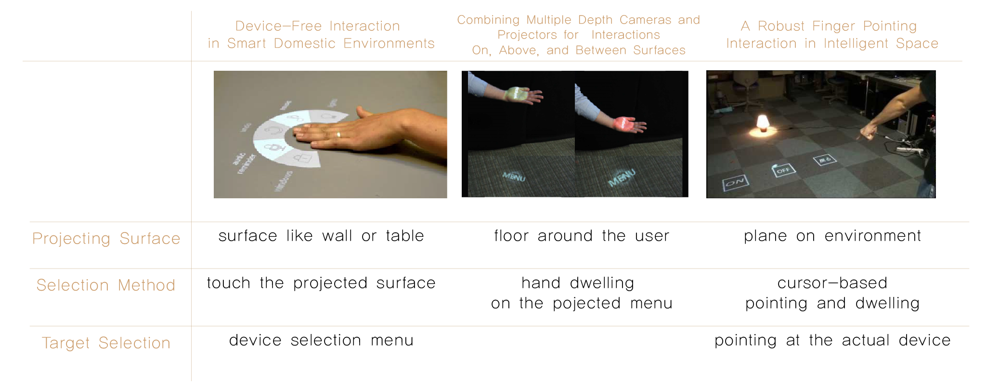 Device-Free Interaction
in Smart Domestic Environments
Combining Multiple Depth Cameras and
Projectors for Interactions
On, Above, and Between Surfaces
A Robust Finger Pointing
Interaction in Intelligent Space
audio
reminder
windows
MENU
MENU
ON
OFF
戻る
Projecting Surface
surface like wall or table
floor around the user
plane on environment
Selection Method
touch the projected surface
hand dwelling
on the pojected menu
cursor-based
pointing and dwelling
Target Selection
device selection menu
pointing at the actual device